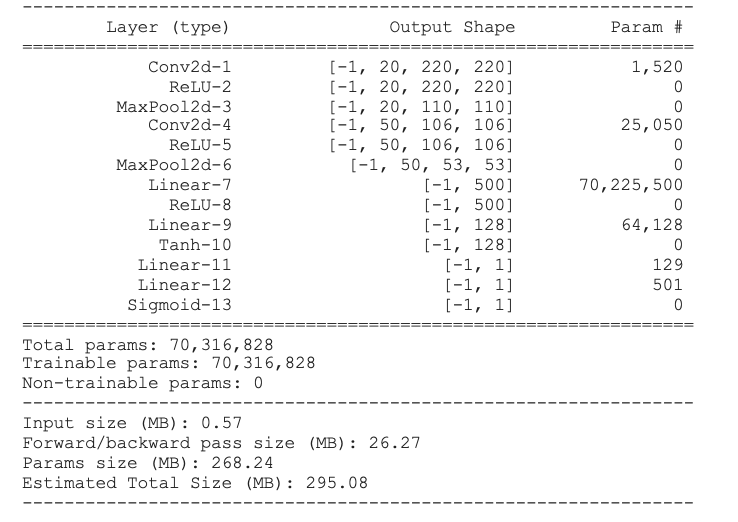 ----------------------------------------------------------------
Layer (type) Output Shape Param #
================================================================
Conv2d-1 [-1, 20, 220, 220] 1,520
ReLU-2 [-1, 20, 220, 220] 0
MaxPool2d-3 [-1, 20, 110, 110] 0
Conv2d-4 [-1, 50, 106, 106] 25,050
ReLU-5 [-1, 50, 106, 106] 0
MaxPool2d-6 [-1, 50, 53, 53] 0
Linear-7 [-1, 500] 70,225,500
ReLU-8 [-1, 500] 0
Linear-9 [-1, 128] 64,128
Tanh-10 [-1, 128] 0
Linear-11 [-1, 1] 129
Linear-12 [-1, 1] 501
Sigmoid-13 [-1, 1] 0
================================================================
Total params: 70,316,828
Trainable params: 70,316,828
Non-trainable params: 0
----------------------------------------------------------------
Input size (MB): 0.57
Forward/backward pass size (MB): 26.27
Params size (MB): 268.24
Estimated Total Size (MB): 295.08
----------------------------------------------------------------